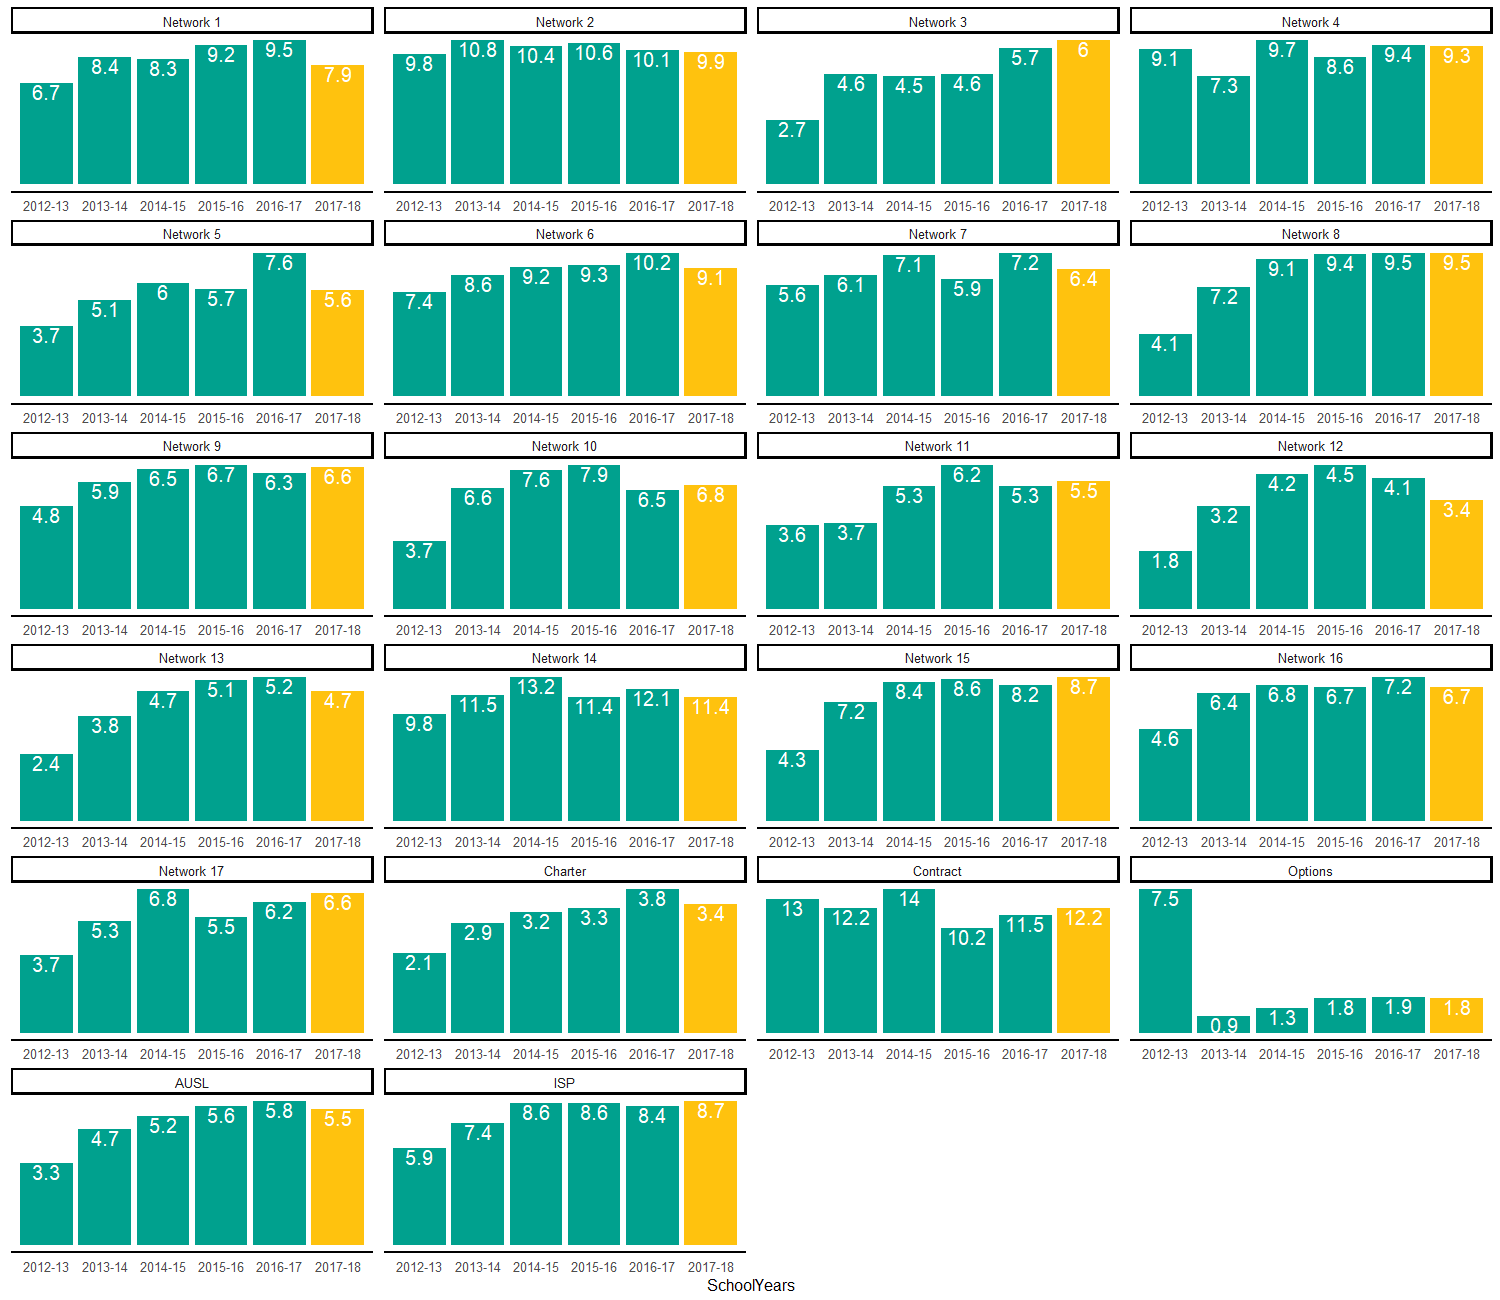 Network 1 Network 2 Network 3 Network 4
6.7 8.4 8.3 9.2 9.5 7.9 9.8 10.8 10.4 10.6 10.1 9.9 2.7 4.6 4.5 4.6 5.7 6 9.1 7.3 9.7 8.6 9.4 9.3
2012-13 2013-14 2014-15 2015-16 2016-17 2017-18 2012-13 2013-14 2014-15 2015-16 2016-17 2017-18 2012-13 2013-14 2014-15 2015-16 2016-17 2017-18 2012-13 2013-14 2014-15 2015-16 2016-17 2017-18
Network 5 Network 6 Network 7 Network 8
3.7 5.1 6 5.7 7.6 5.6 7.4 8.6 9.2 9.3 10.2 9.1 5.6 6.1 7.1 5.9 7.2 6.4 4.1 7.2 9.1 9.4 9.5 9.5
2012-13 2013-14 2014-15 2015-16 2016-17 2017-18 2012-13 2013-14 2014-15 2015-16 2016-17 2017-18 2012-13 2013-14 2014-15 2015-16 2016-17 2017-18 2012-13 2013-14 2014-15 2015-16 2016-17 2017-18
Network 9 Network 10 Network 11 Network 12
4.8 5.9 6.5 6.7 6.3 6.6 3.7 6.6 7.6 7.9 6.5 6.8 3.6 3.7 5.3 6.2 5.3 5.5 1.8 3.2 4.2 4.5 4.1 3.4
2012-13 2013-14 2014-15 2015-16 2016-17 2017-18 2012-13 2013-14 2014-15 2015-16 2016-17 2017-18 2012-13 2013-14 2014-15 2015-16 2016-17 2017-18 2012-13 2013-14 2014-15 2015-16 2016-17 2017-18
Network 13 Network 14 Network 15 Network 16
2.4 3.8 4.7 5.1 5.2 4.7 9.8 11.5 13.2 11.4 12.1 11.4 4.3 7.2 8.4 8.6 8.2 8.7 4.6 6.4 6.8 6.7 7.2 6.7
2012-13 2013-14 2014-15 2015-16 2016-17 2017-18 2012-13 2013-14 2014-15 2015-16 2016-17 2017-18 2012-13 2013-14 2014-15 2015-16 2016-17 2017-18 2012-13 2013-14 2014-15 2015-16 2016-17 2017-18
Network 17 Charter Contract Options
3.7 5.3 6.8 5.5 6.2 6.6 2.1 2.9 3.2 3.3 3.8 3.4 13 12.2 14 10.2 11.5 12.2 7.5 0.9 1.3 1.8 1.9 1.8
2012-13 2013-14 2014-15 2015-16 2016-17 2017-18 2012-13 2013-14 2014-15 2015-16 2016-17 2017-18 2012-13 2013-14 2014-15 2015-16 2016-17 2017-18 2012-13 2013-14 2014-15 2015-16 2016-17 2017-18
AUSL ISP
3.3 4.7 5.2 5.6 5.8 5.5 5.9 7.4 8.6 8.6 8.4 8.7
2012-13 2013-14 2014-15 2015-16 2016-17 2017-18 2012-13 2013-14 2014-15 2015-16 2016-17 2017-18
SchoolYears